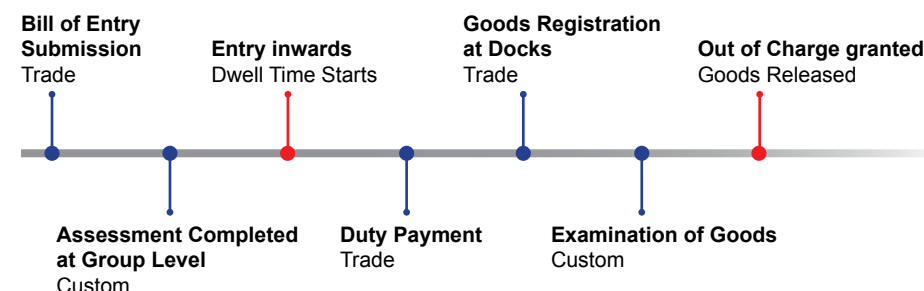 Bill of Entry
Submission
Trade
Entry inwards
Dwell Time Starts
Goods Registration
at Docks
Trade
Out of Charge granted
Goods Released
Assessment Completed
at Group Level
Custom
Duty Payment
Trade
Examination of Goods
Custom